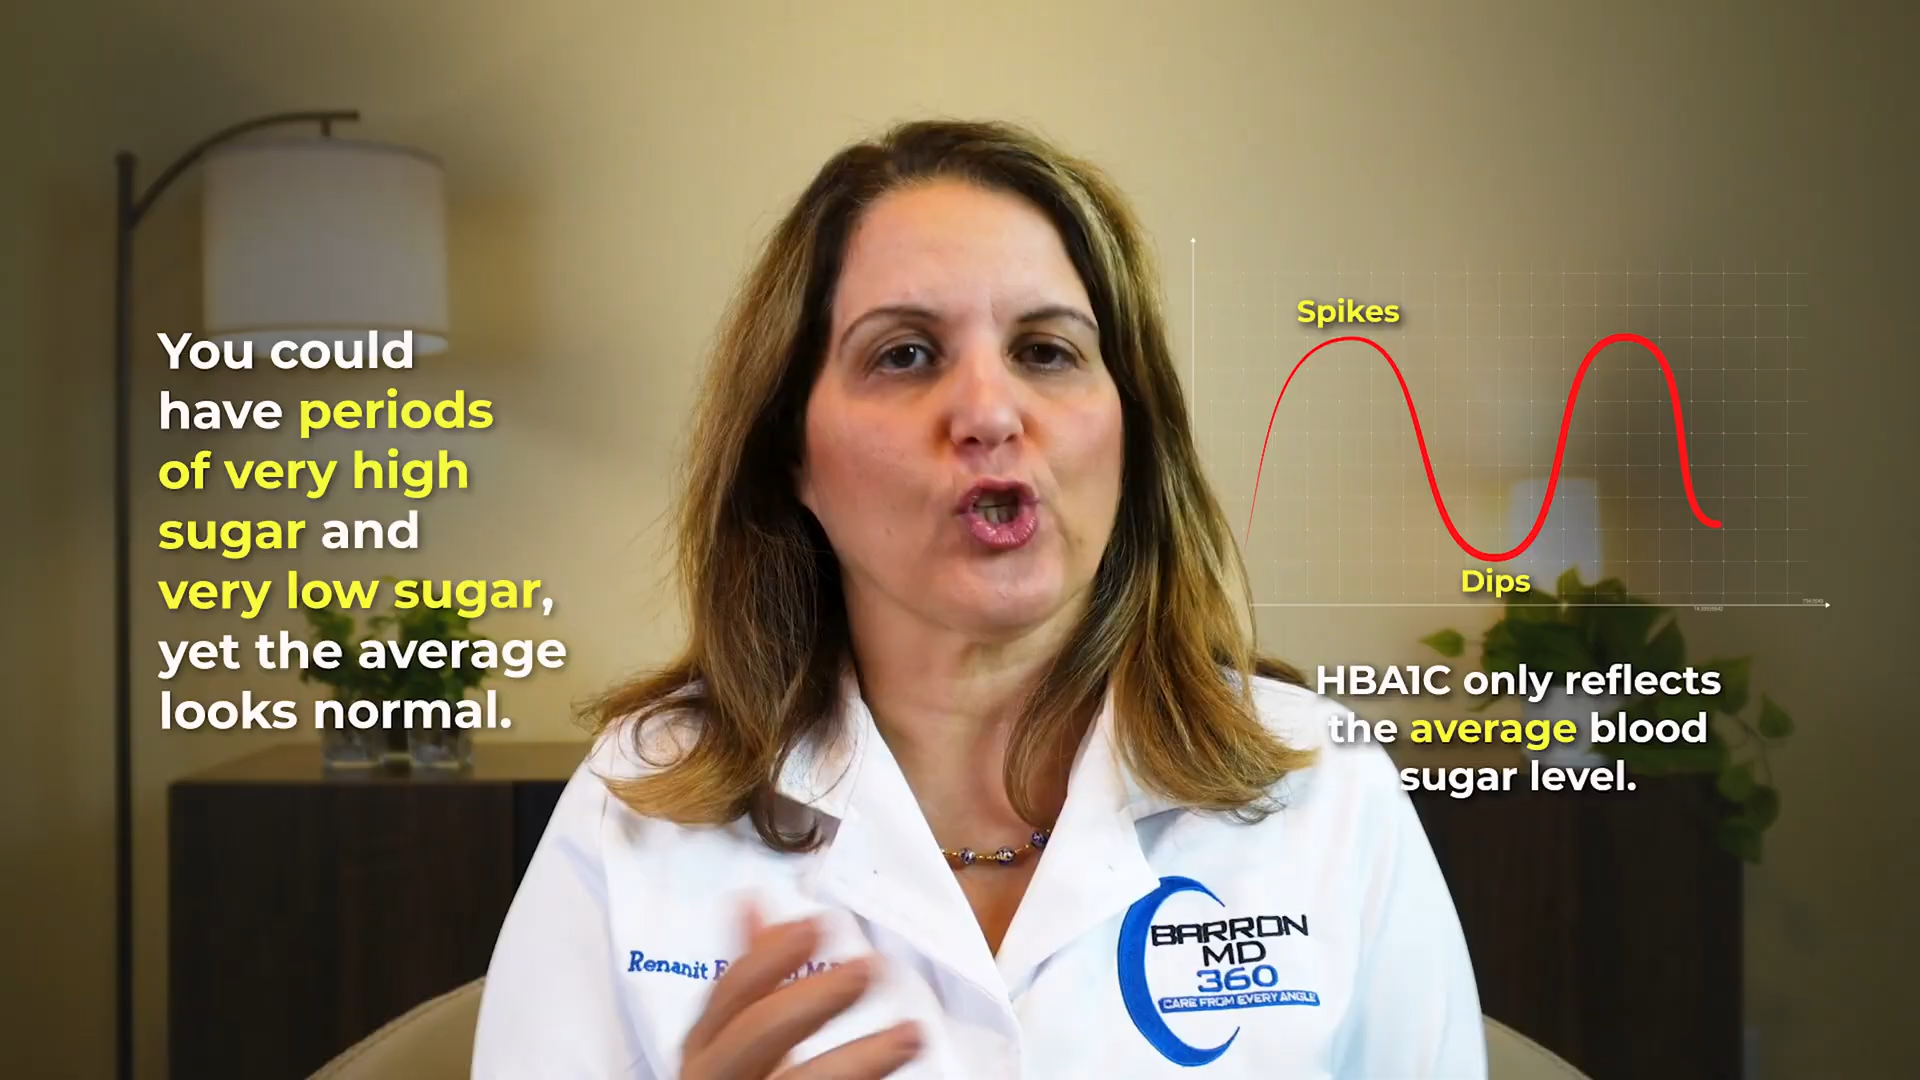 You could
have periods
of very high
sugar and
very low sugar,
yet the average
looks normal.
Spikes
Dips
HBA1C only reflects
the average blood
sugar level.
Renanit
BARRON
MD
360
CARE FROM EVERY ANGLE